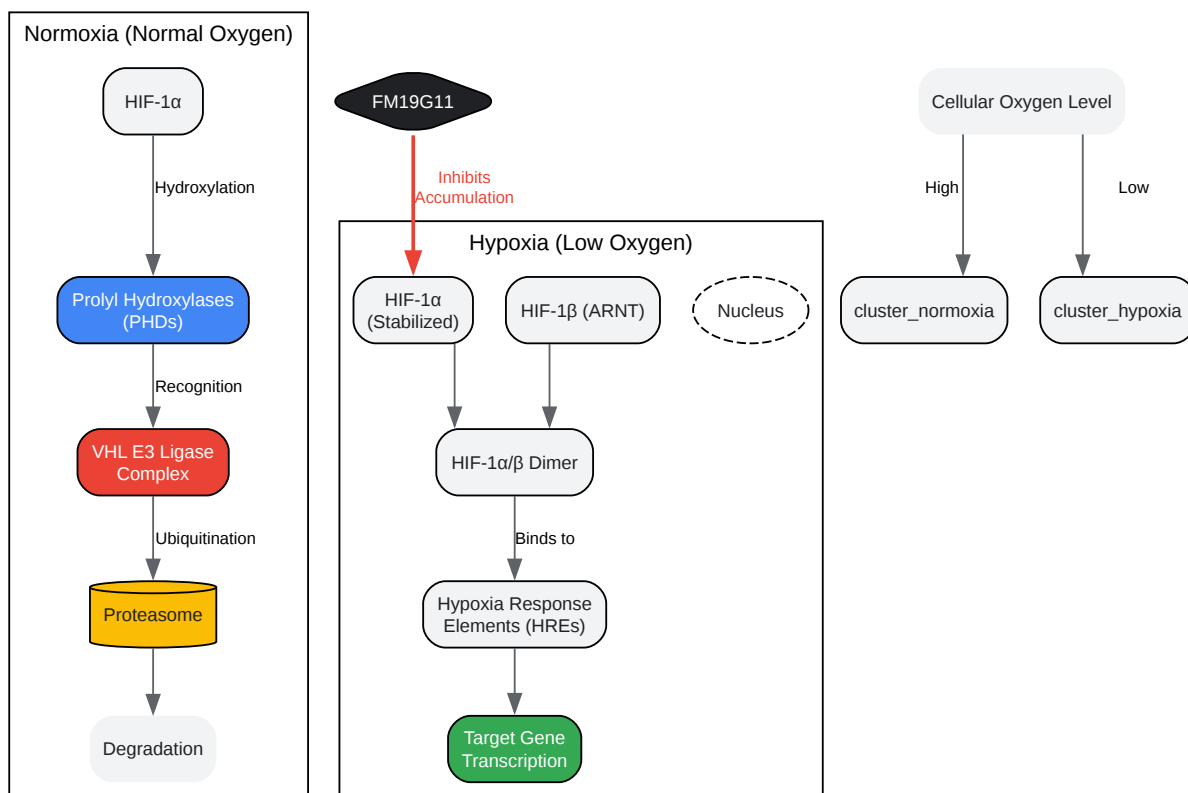 Normoxia (Normal Oxygen)
HIF-1α
Hydroxylation
Prolyl Hydroxylases
(PHDs)
Recognition
VHL E3 Ligase
Complex
Ubiquitination
Proteasome
Degradation
FM19G11
Inhibits
Accumulation
Hypoxia (Low Oxygen)
HIF-1α
(Stabilized)
HIF-1β (ARNT)
Nucleus
HIF-1α/β Dimer
Binds to
Hypoxia Response
Elements (HREs)
Target Gene
Transcription
Cellular Oxygen Level
High
Low
cluster_normoxia
cluster_hypoxia